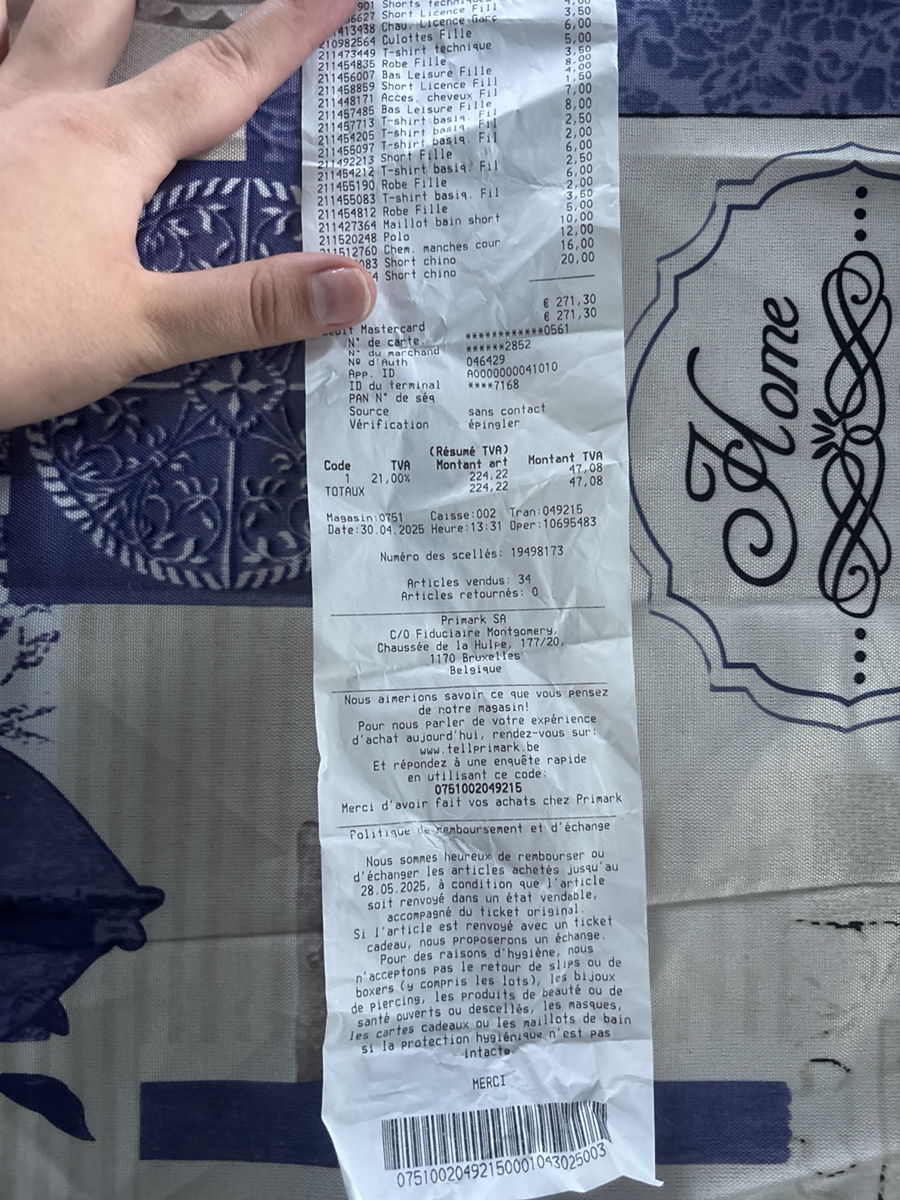 901 Shorts techniques 4,00
6627 Short Licence Fill 3,50
413438 Chau. Licence Garç 6,00
210982564 Culottes Fille 5,00
211473449 T-shirt technique 3,50
211454835 Robe Fille 8,00
211456007 Bas Leisure Fille 4,00
211458859 Short Licence Fil 1,50
211448171 Acces. cheveux Fil 7,00
211457485 Bas Leisure Fille 8,00
211457713 T-shirt basiq. Fil 2,50
211454205 T-shirt basiq. Fil 2,00
211455097 T-shirt basiq. Fil 6,00
211492213 Short Fille 2,50
211454212 T-shirt basiq. Fil 6,00
211455190 Robe Fille 2,00
211455083 T-shirt basiq. Fil 3,50
211454812 Robe Fille 5,00
211427364 Maillot bain short 10,00
211520248 Polo 12,00
211512760 Chem. manches cour 16,00
083 Short chino 20,00
4 Short chino
€ 271,30
€ 271,30
Mastercard
N° de carte ***********0561
N° du marchand ******2852
Nº d'Auth 046429
App. ID A0000000041010
ID du terminal ****7168
PAN N° de séq
Source sans contact
Vérification épingler
(Résumé TVA)
Code TVA Montant art Montant TVA
1 21,00% 224,22 47,08
TOTAUX 224,22 47,08
Magasin:0751 Caisse:002 Tran:049215
Date:30.04.2025 Heure:13:31 Oper:10695483
Numéro des scellés: 19498173
Articles vendus: 34
Articles retournés: 0
Primark SA
C/O Fiduciaire Montgomery,
Chaussée de la Hulpe, 177/20,
1170 Bruxelles
Belgique
Nous aimerions savoir ce que vous pensez
de notre magasin!
Pour nous parler de votre expérience
d'achat aujourd'hui, rendez-vous sur:
www.tellprimark.be
Et répondez à une enquête rapide
en utilisant ce code:
0751002049215
Merci d'avoir fait vos achats chez Primark
Politique de remboursement et d'échange
Nous sommes heureux de rembourser ou
d'échanger les articles achetés jusqu'au
28.05.2025, à condition que l'article
soit renvoyé dans un état vendable,
accompagné du ticket original.
Si l'article est renvoyé avec un ticket
cadeau, nous proposerons un échange.
Pour des raisons d'hygiène, nous
n'acceptons pas le retour de slips ou de
boxers (y compris les lots), les bijoux
de piercing, les produits de beauté ou de
santé ouverts ou descellés, les masques,
les cartes cadeaux ou les maillots de bain
si la protection hygiénique n'est pas
intacte.
MERCI
07510020492150001043025003
Home